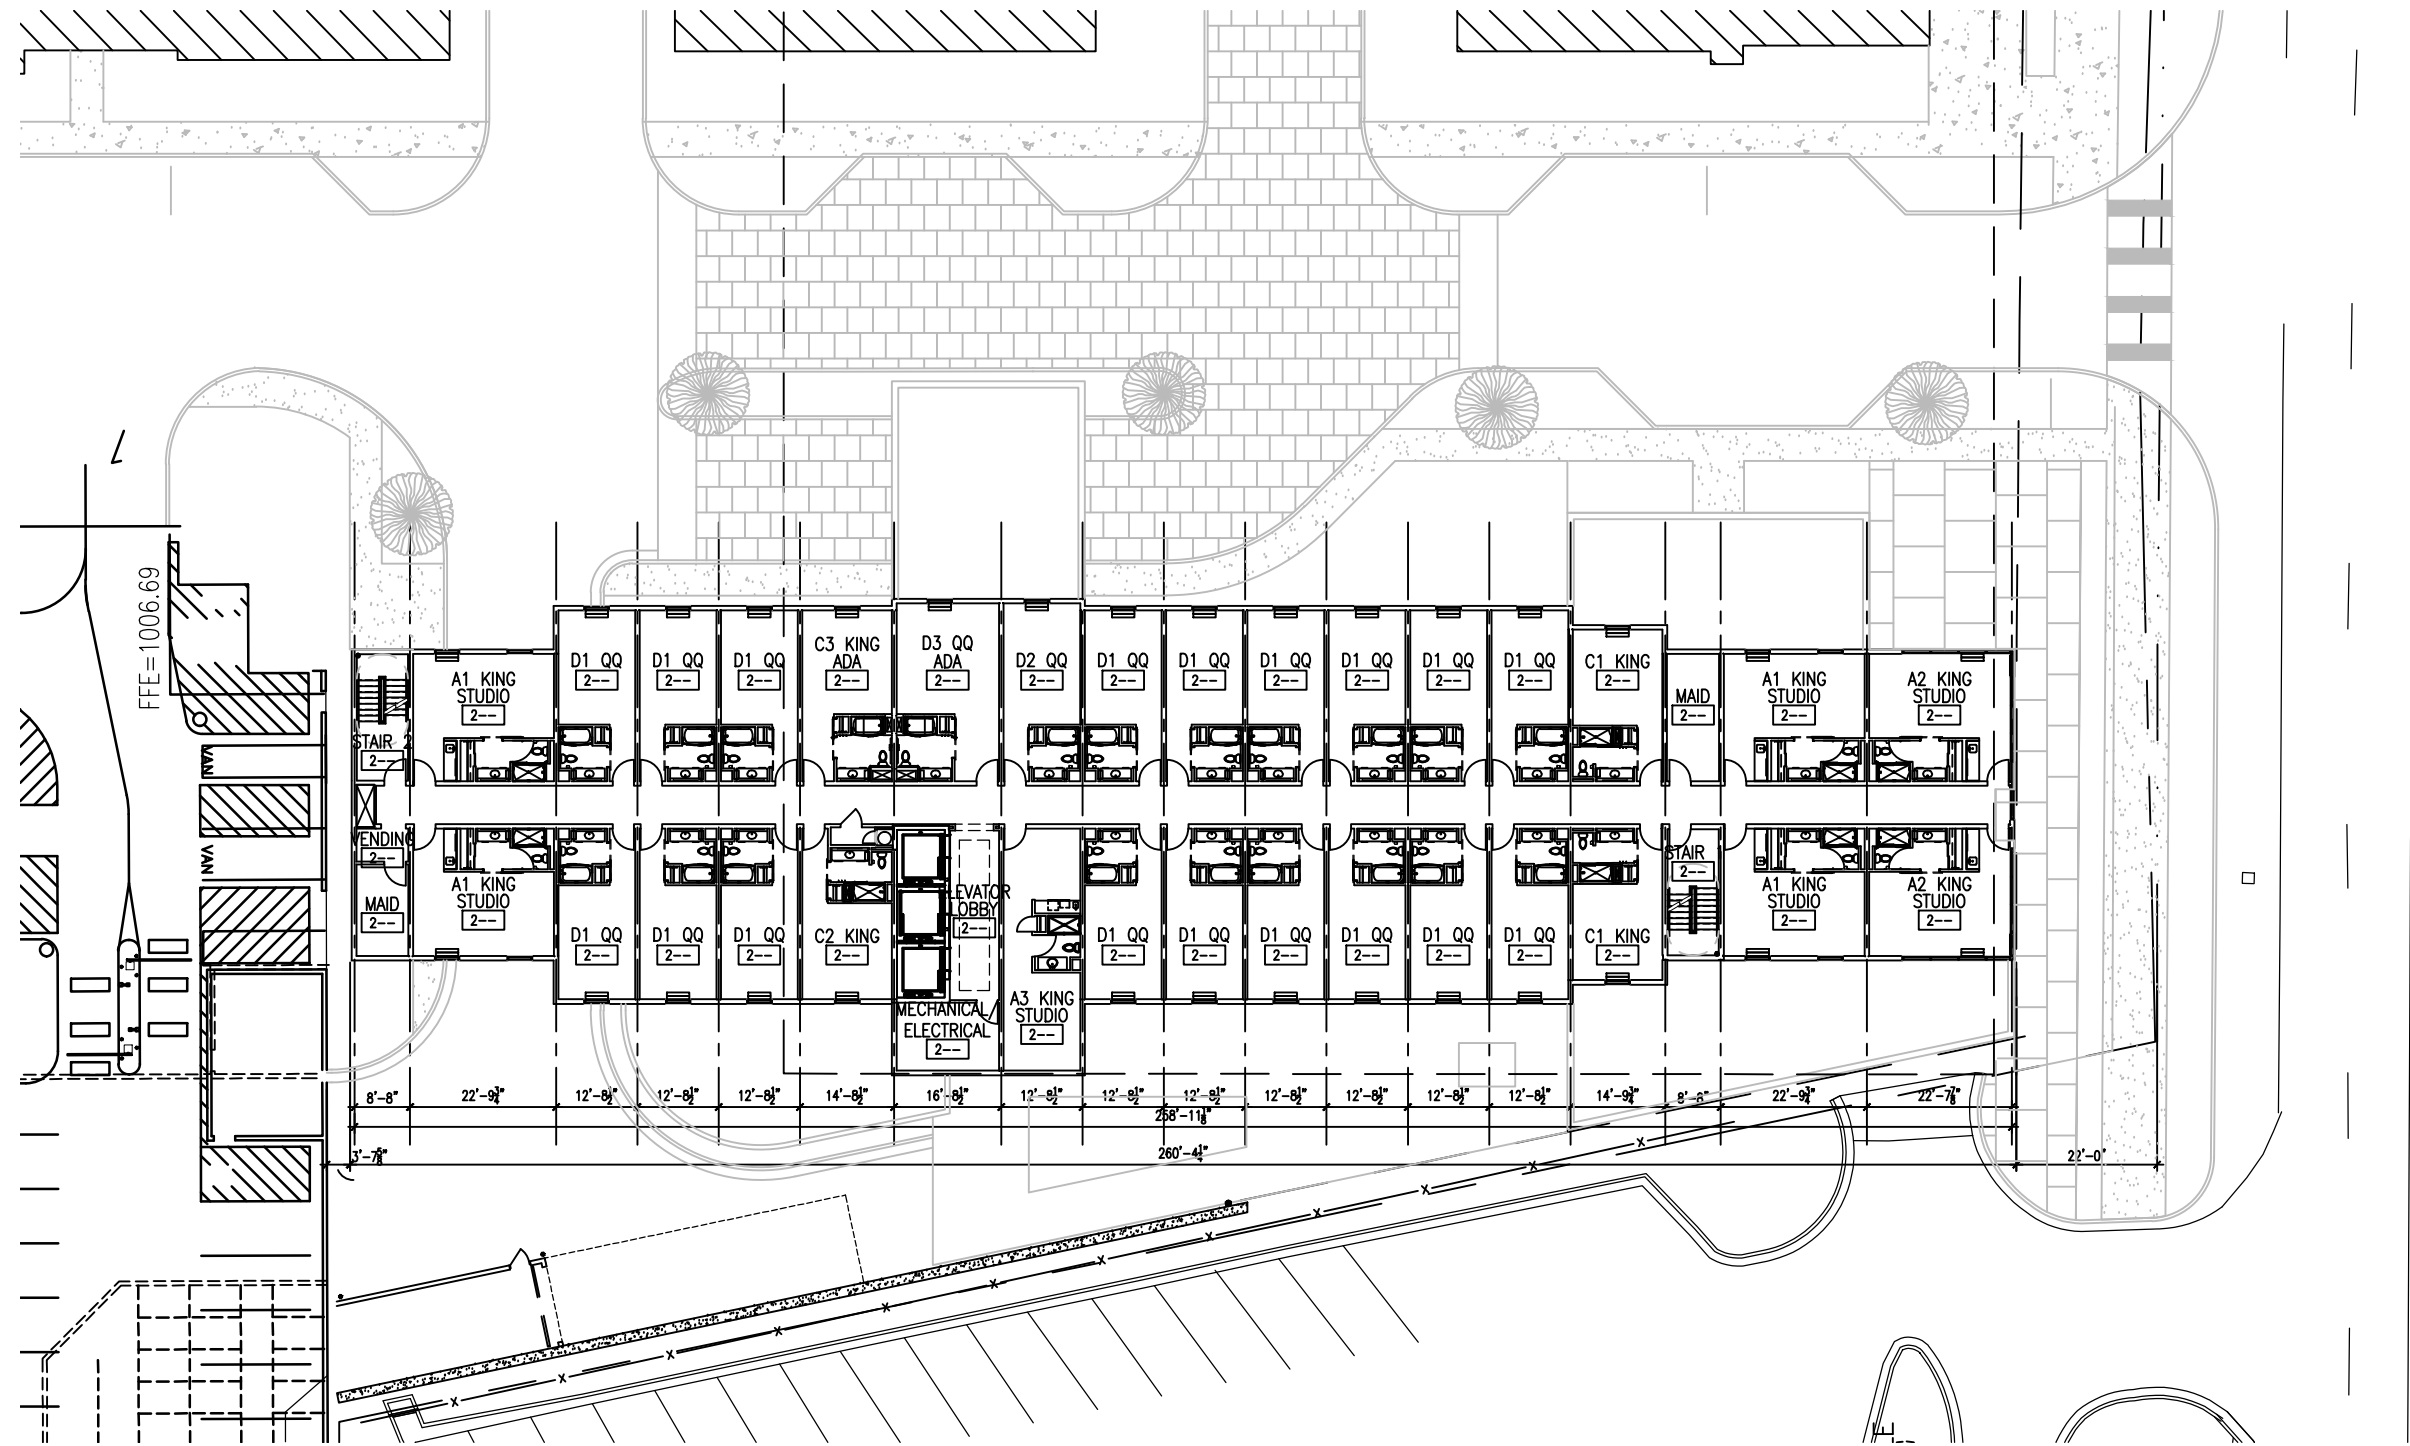 FFE=1006.69
VAN
VAN
STAIR 2
2--
A1 KING
STUDIO
2--
D1 QQ
2--
D1 QQ
2--
D1 QQ
2--
C3 KING
ADA
2--
D3 QQ
ADA
2--
D2 QQ
2--
D1 QQ
2--
D1 QQ
2--
D1 QQ
2--
D1 QQ
2--
D1 QQ
2--
D1 QQ
2--
C1 KING
2--
MAID
2--
A1 KING
STUDIO
2--
A2 KING
STUDIO
2--
VENDING
2--
MAID
2--
A1 KING
STUDIO
2--
D1 QQ
2--
D1 QQ
2--
D1 QQ
2--
C2 KING
2--
ELEVATOR
LOBBY
2--
MECHANICAL/
ELECTRICAL
2--
A3 KING
STUDIO
2--
D1 QQ
2--
D1 QQ
2--
D1 QQ
2--
D1 QQ
2--
D1 QQ
2--
D1 QQ
2--
C1 KING
2--
STAIR
2--
A1 KING
STUDIO
2--
A2 KING
STUDIO
2--
8'-8" 22'-9¾" 12'-8½" 12'-8½" 12'-8½" 14'-8½" 16'-8½" 12'-8½" 12'-8½" 12'-8½" 12'-8½" 12'-8½" 12'-8½" 12'-8½" 14'-9¾" 8'-8" 22'-9¾" 22'-7⅞"
3'-7⅝" 260'-4¼" 22'-0"
X X X X X X X X X X X X